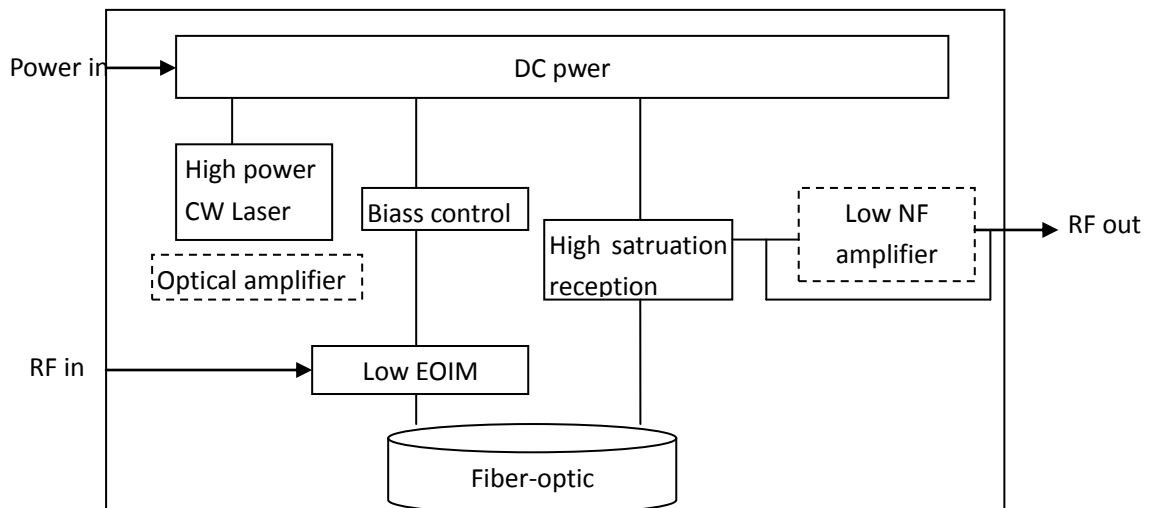 Power in
DC pwer
High power
CW Laser
Biass control
Low NF
amplifier
RF out
High satruation
reception
Optical amplifier
RF in
Low EOIM
Fiber-optic